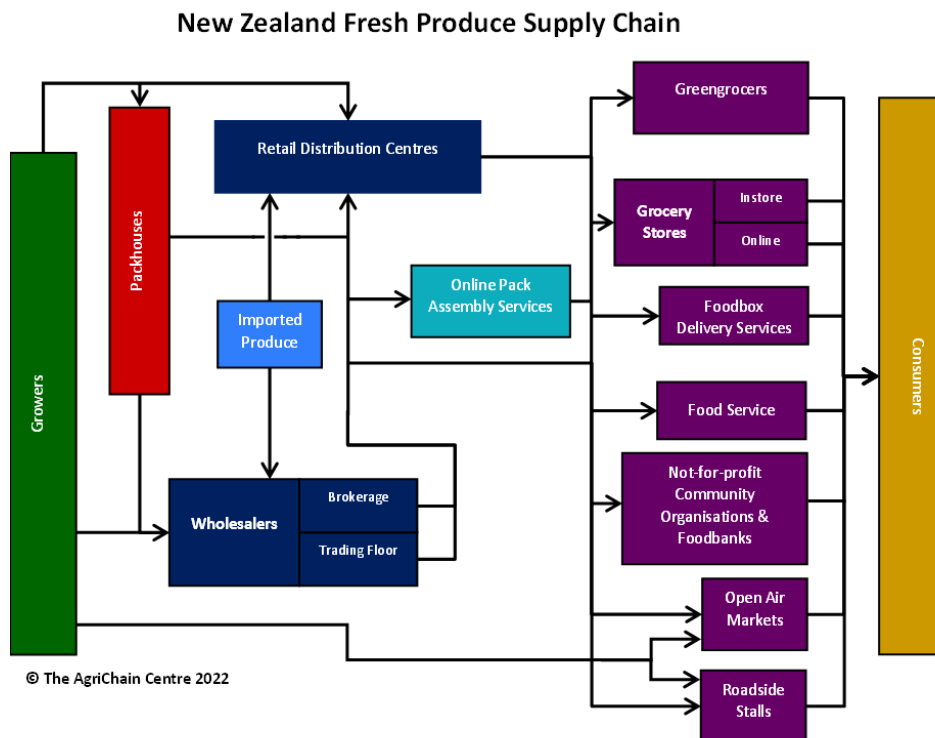 New Zealand Fresh Produce Supply Chain
Greengrocers
Retail Distribution Centres
Packhouses
Grocery
Stores
Instore
Online
Online Pack
Assembly Services
Imported
Produce
Foodbox
Delivery Services
Growers
Consumers
Food Service
Wholesalers
Brokerage
Trading Floor
Not-for-profit
Community
Organisations &
Foodbanks
Open Air
Markets
Roadside
Stalls
© The AgriChain Centre 2022